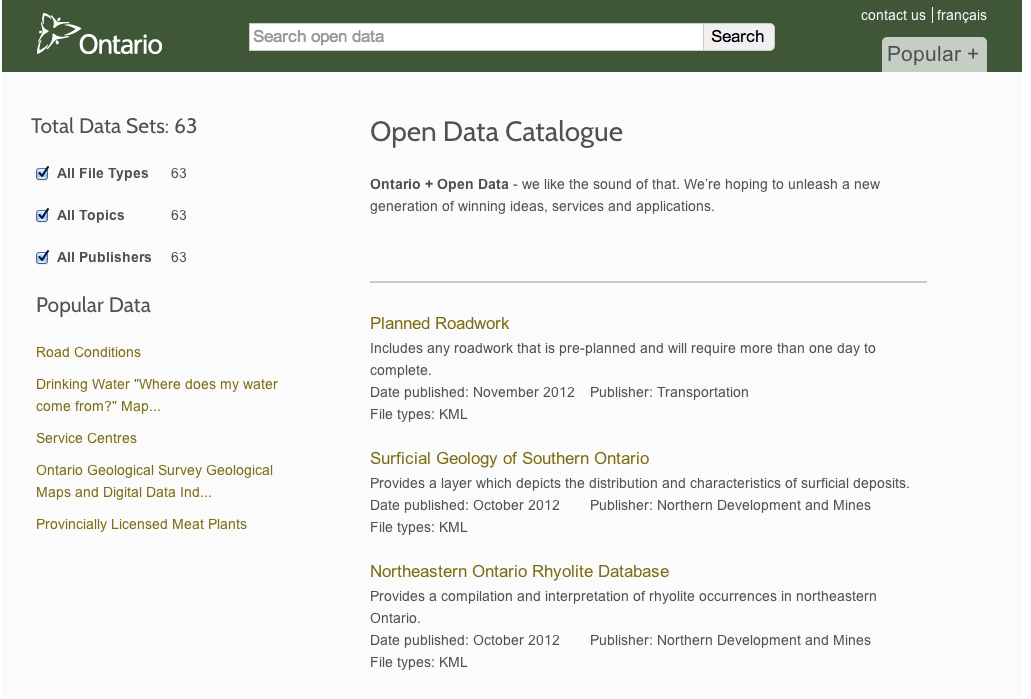 contact us | français
Ontario
Search open data
Search
Popular +
Total Data Sets: 63
All File Types 63
All Topics 63
All Publishers 63
Popular Data
Road Conditions
Drinking Water "Where does my water
come from?" Map...
Service Centres
Ontario Geological Survey Geological
Maps and Digital Data Ind...
Provincially Licensed Meat Plants
Open Data Catalogue
Ontario + Open Data - we like the sound of that. We’re hoping to unleash a new
generation of winning ideas, services and applications.
Planned Roadwork
Includes any roadwork that is pre-planned and will require more than one day to
complete.
Date published: November 2012 Publisher: Transportation
File types: KML
Surficial Geology of Southern Ontario
Provides a layer which depicts the distribution and characteristics of surficial deposits.
Date published: October 2012 Publisher: Northern Development and Mines
File types: KML
Northeastern Ontario Rhyolite Database
Provides a compilation and interpretation of rhyolite occurrences in northeastern
Ontario.
Date published: October 2012 Publisher: Northern Development and Mines
File types: KML